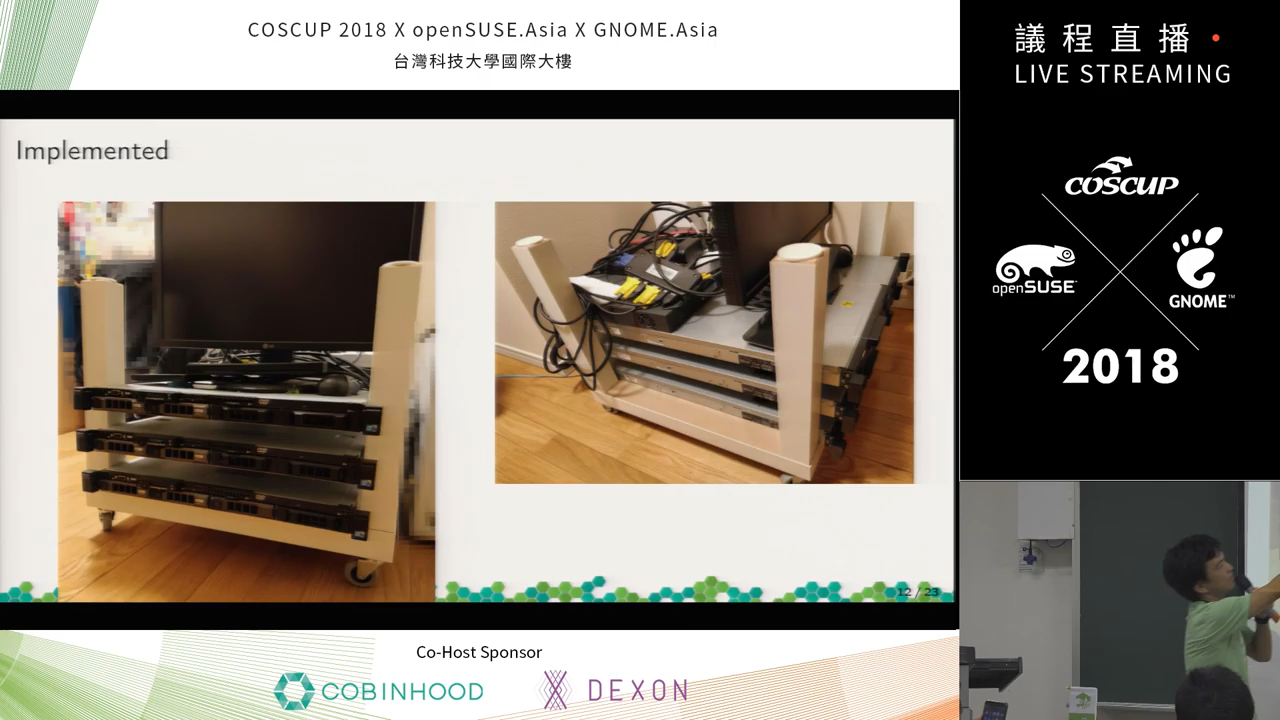 COSCUP 2018 X openSUSE.Asia X GNOME.Asia
台灣科技大學國際大樓
議程直播
LIVE STREAMING
Implemented
COSCUP
openSUSE
GNOME™
2018
12 / 23
Co-Host Sponsor
COBINHOOD
DEXON